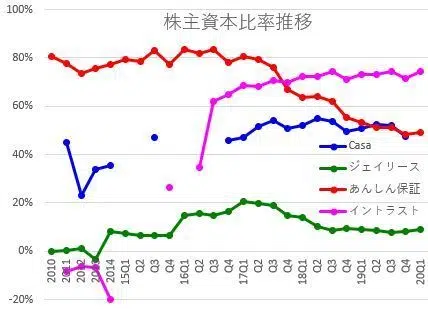 株主資本比率推移
100%
80%
60%
40%
20%
0%
-20%
Casa
ジェイリース
あんしん保証
イントラスト
2010
2011
2012
2013
2014
15Q1
Q2
Q3
Q4
16Q1
Q2
Q3
Q4
17Q1
Q2
Q3
Q4
18Q1
Q2
Q3
Q4
19Q1
Q2
Q3
Q4
20Q1